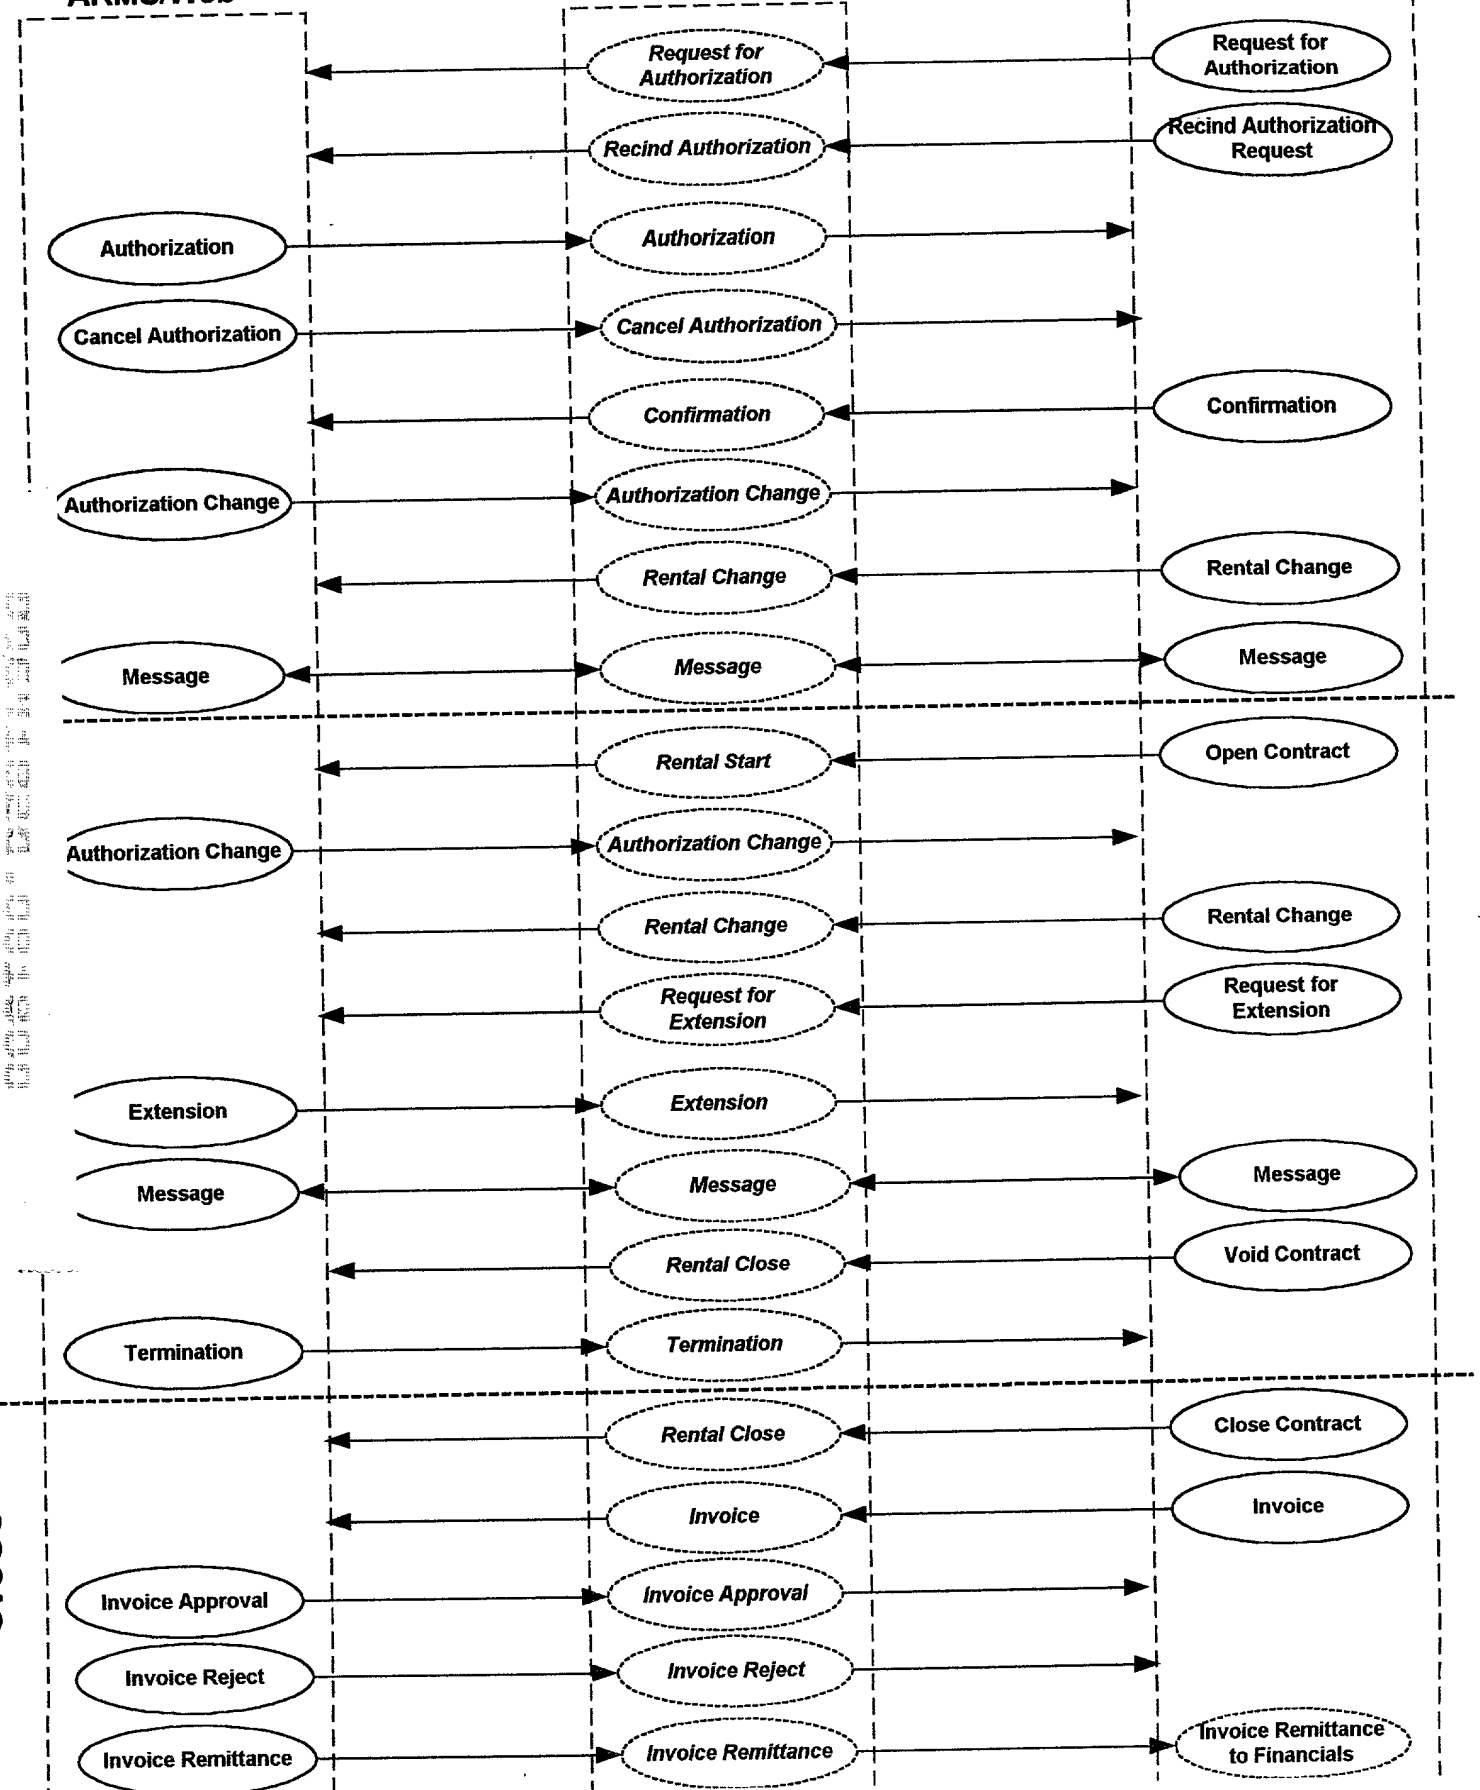 Request for
Authorization
Request for
Authorization
Recind Authorization
Recind Authorization
Request
Authorization
Authorization
Cancel Authorization
Cancel Authorization
Confirmation
Confirmation
Authorization Change
Authorization Change
Rental Change
Rental Change
Message
Message
Message
Rental Start
Open Contract
Authorization Change
Authorization Change
Rental Change
Rental Change
Request for
Extension
Request for
Extension
Extension
Extension
Message
Message
Message
Rental Close
Void Contract
Termination
Termination
Rental Close
Close Contract
Invoice
Invoice
Invoice Approval
Invoice Approval
Invoice Reject
Invoice Reject
Invoice Remittance
Invoice Remittance
Invoice Remittance
to Financials